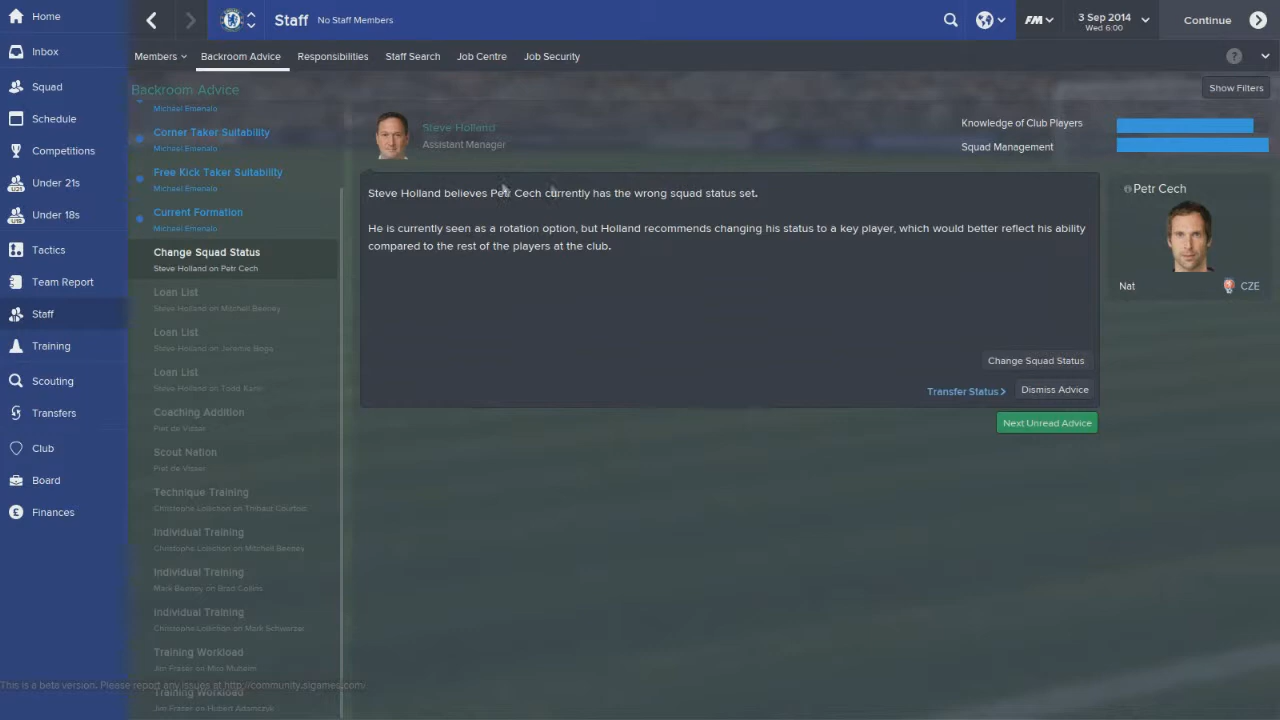 Home
Staff
No Staff Members
FM
3 Sep 2014
Wed 6:00
Continue
Inbox
Squad
Schedule
Competitions
Under 21s
Under 18s
Tactics
Team Report
Staff
Training
Scouting
Transfers
Club
Board
Finances
Members
Backroom Advice
Responsibilities
Staff Search
Job Centre
Job Security
Backroom Advice
Show Filters
Michael Emenalo
Corner Taker Suitability
Michael Emenalo
Free Kick Taker Suitability
Michael Emenalo
Current Formation
Michael Emenalo
Change Squad Status
Steve Holland on Petr Cech
Loan List
Steve Holland on Mitchell Beeney
Loan List
Steve Holland on Jeremie Boga
Loan List
Steve Holland on Todd Kane
Coaching Addition
Piet de Visser
Scout Nation
Piet de Visser
Technique Training
Christophe Lollichon on Thibaut Courtois
Individual Training
Christophe Lollichon on Mitchell Beeney
Individual Training
Mark Beeney on Brad Collins
Individual Training
Christophe Lollichon on Mark Schwarzer
Training Workload
Jim Fraser on Miro Muheim
Training Workload
Jim Fraser on Hubert Adamczyk
This is a beta version. Please report any issues at http://community.sigames.com/
Steve Holland
Assistant Manager
Knowledge of Club Players
Squad Management
Steve Holland believes Petr Cech currently has the wrong squad status set.
He is currently seen as a rotation option, but Holland recommends changing his status to a key player, which would better reflect his ability
compared to the rest of the players at the club.
Change Squad Status
Transfer Status >
Dismiss Advice
Next Unread Advice
Petr Cech
Nat
CZE